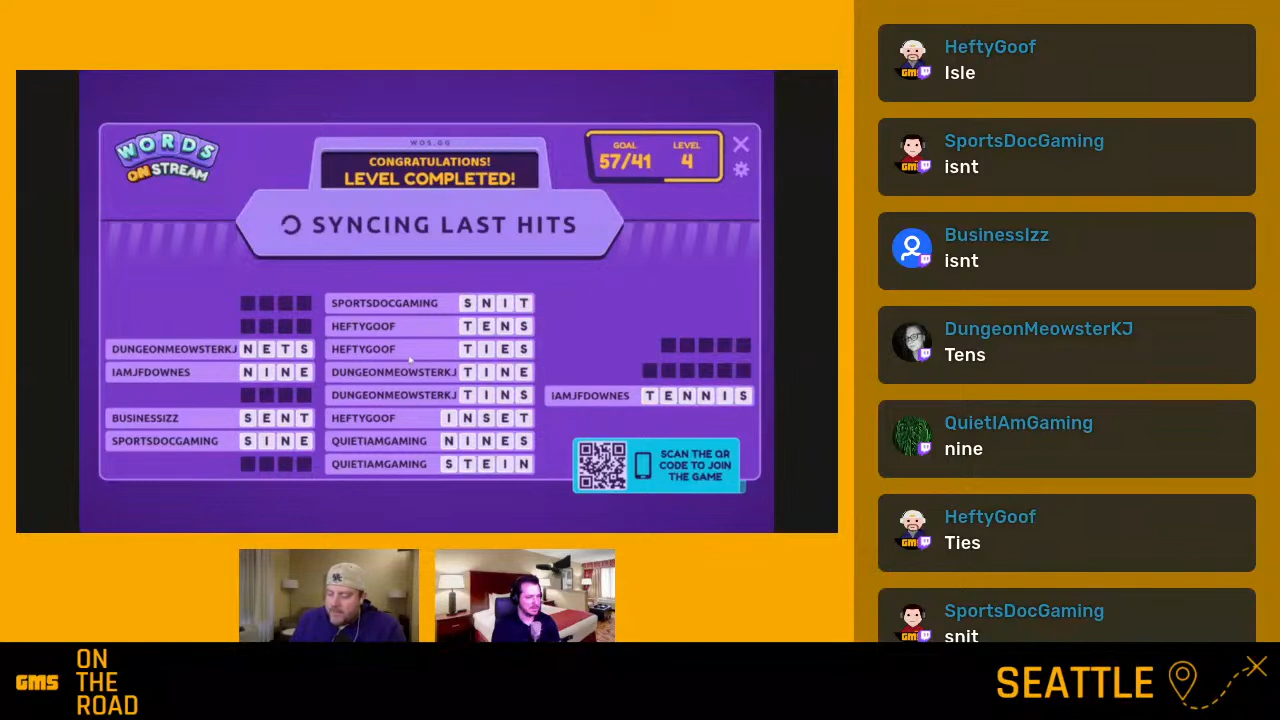 WORDS
ON STREAM
WOS.GG
CONGRATULATIONS!
LEVEL COMPLETED!
GOAL
57/41
LEVEL
4
SYNCING LAST HITS
DUNGEONMEOWSTERKJ NETS
IAMJFDOWNES NINE
BUSINESSIZZ SENT
SPORTSDOCGAMING SINE
SPORTSDOCGAMING SNIT
HEFTYGOOF TENS
HEFTYGOOF TIES
DUNGEONMEOWSTERKJ TINE
DUNGEONMEOWSTERKJ TINS
HEFTYGOOF INSET
QUIETIAMGAMING NINES
QUIETIAMGAMING STEIN
IAMJFDOWNES TENNIS
SCAN THE QR
CODE TO JOIN
THE GAME
HeftyGoof
Isle
SportsDocGaming
isnt
BusinessIzz
isnt
DungeonMeowsterKJ
Tens
QuietIAmGaming
nine
HeftyGoof
Ties
SportsDocGaming
snit
GMS
ON
THE
ROAD
SEATTLE